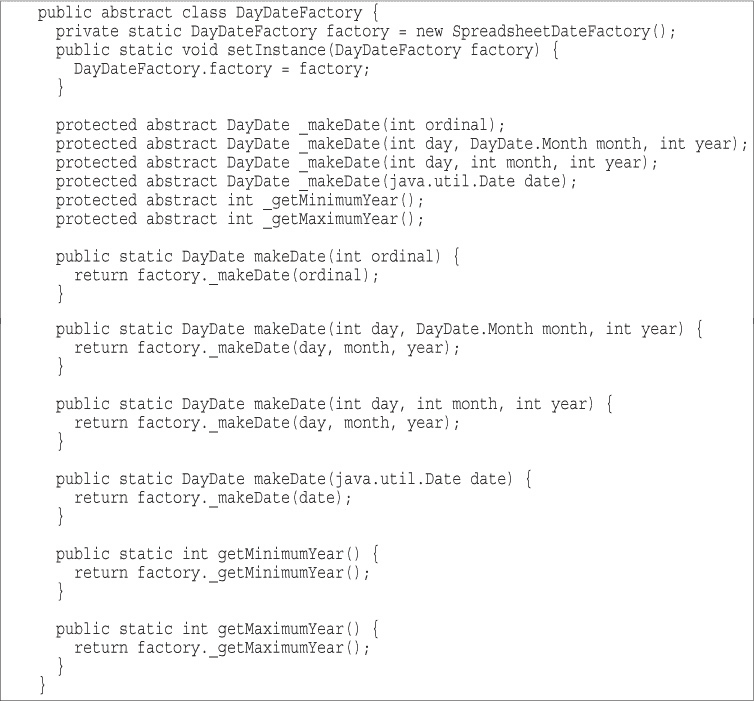 public abstract class DayDateFactory {
  private static DayDateFactory factory = new SpreadsheetDateFactory();
  public static void setInstance(DayDateFactory factory) {
    DayDateFactory.factory = factory;
  }

  protected abstract DayDate _makeDate(int ordinal);
  protected abstract DayDate _makeDate(int day, DayDate.Month month, int year);
  protected abstract DayDate _makeDate(int day, int month, int year);
  protected abstract DayDate _makeDate(java.util.Date date);
  protected abstract int _getMinimumYear();
  protected abstract int _getMaximumYear();

  public static DayDate makeDate(int ordinal) {
    return factory._makeDate(ordinal);
  }

  public static DayDate makeDate(int day, DayDate.Month month, int year) {
    return factory._makeDate(day, month, year);
  }

  public static DayDate makeDate(int day, int month, int year) {
    return factory._makeDate(day, month, year);
  }

  public static DayDate makeDate(java.util.Date date) {
    return factory._makeDate(date);
  }

  public static int getMinimumYear() {
    return factory._getMinimumYear();
  }

  public static int getMaximumYear() {
    return factory._getMaximumYear();
  }
}